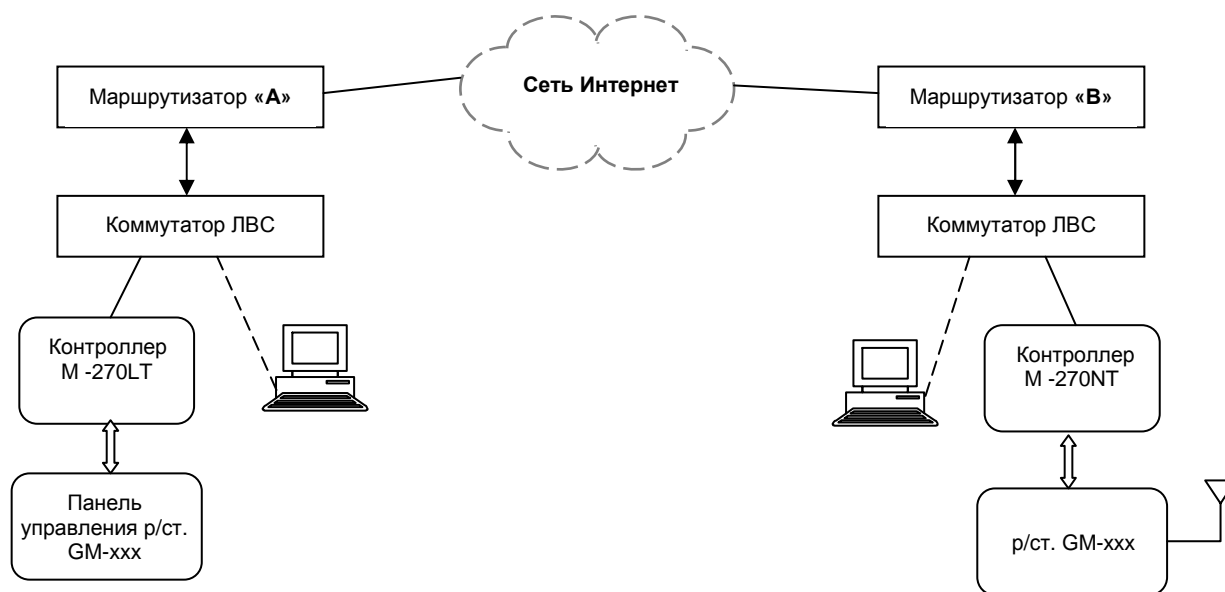 Сеть Интернет
Маршрутизатор «А»
Маршрутизатор «В»
Коммутатор ЛВС
Коммутатор ЛВС
Контроллер
М -270LT
Контроллер
М -270NT
Панель
управления р/ст.
GM-xxx
р/ст. GM-xxx